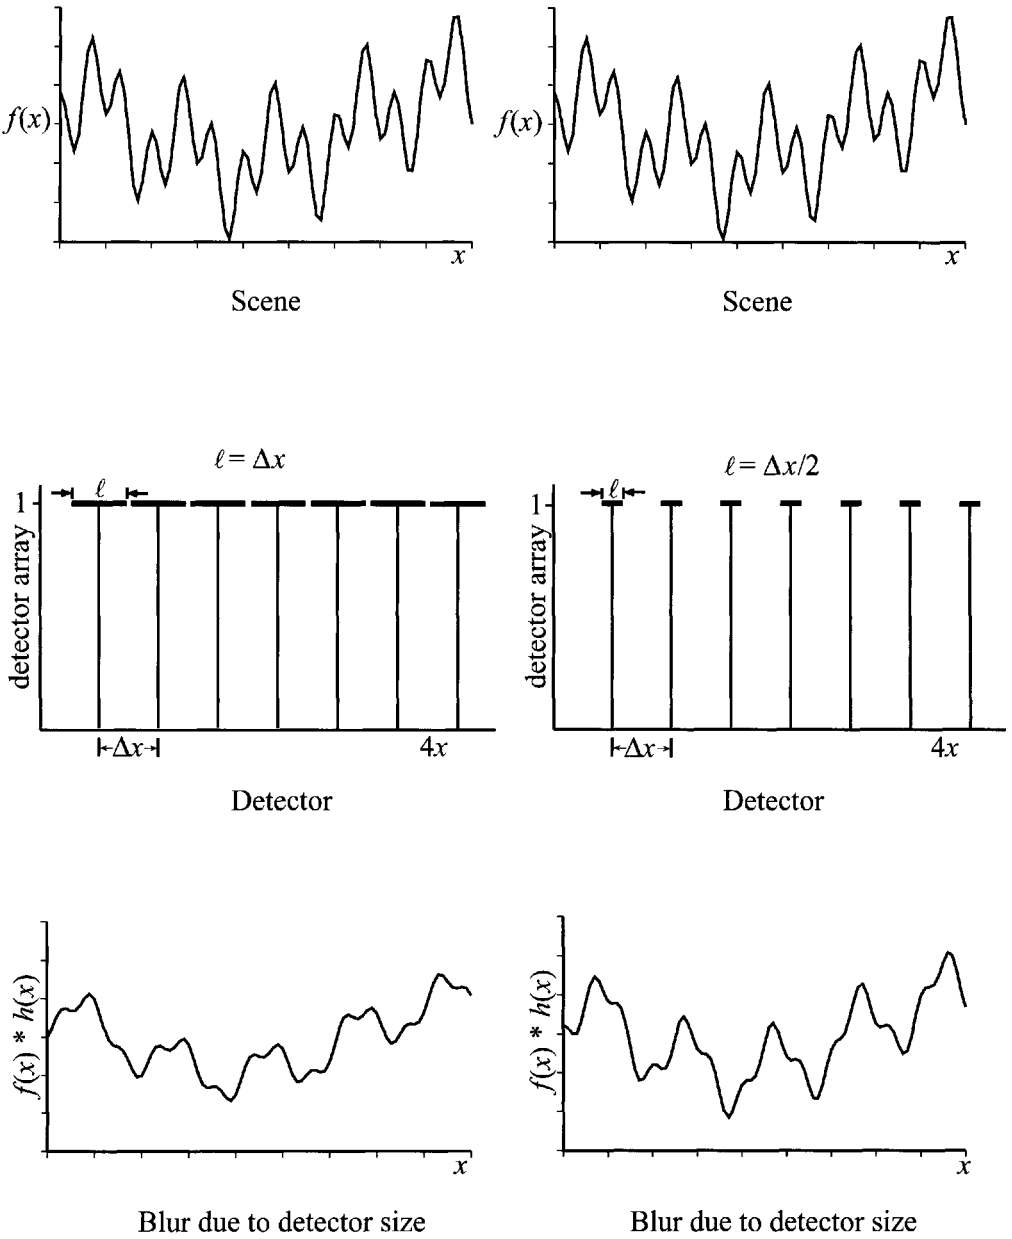 f(x)
x
Scene
f(x)
x
Scene
ℓ = Δx
1
ℓ
detector array
Δx
4x
Detector
ℓ = Δx/2
1
ℓ
detector array
Δx
4x
Detector
f(x) * h(x)
x
Blur due to detector size
f(x) * h(x)
x
Blur due to detector size